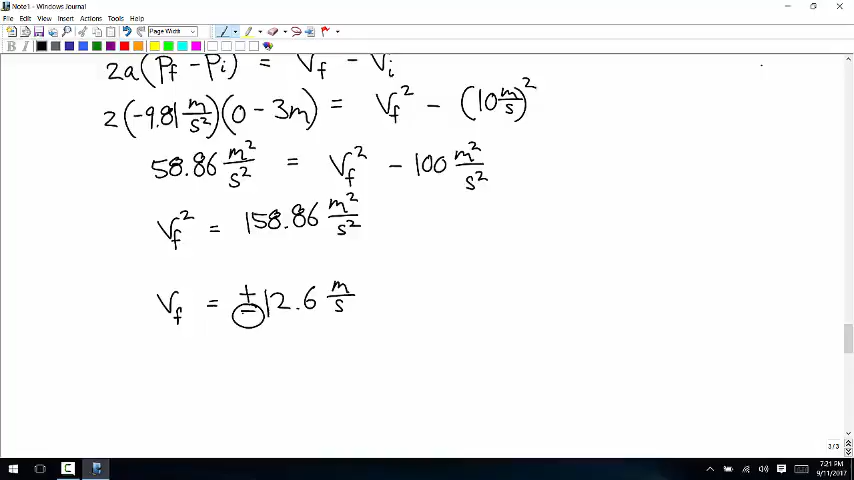 Note1 - Windows Journal
File Edit View Insert Actions Tools Help
Page Width
B I
2a(Pf - Pi) = Vf - Vi
2(-9.81 m/s²)(0 - 3m) = Vf² - (10 m/s)²
58.86 m²/s² = Vf² - 100 m²/s²
Vf² = 158.86 m²/s²
Vf = ±12.6 m/s
3/3
7:21 PM
9/11/2017